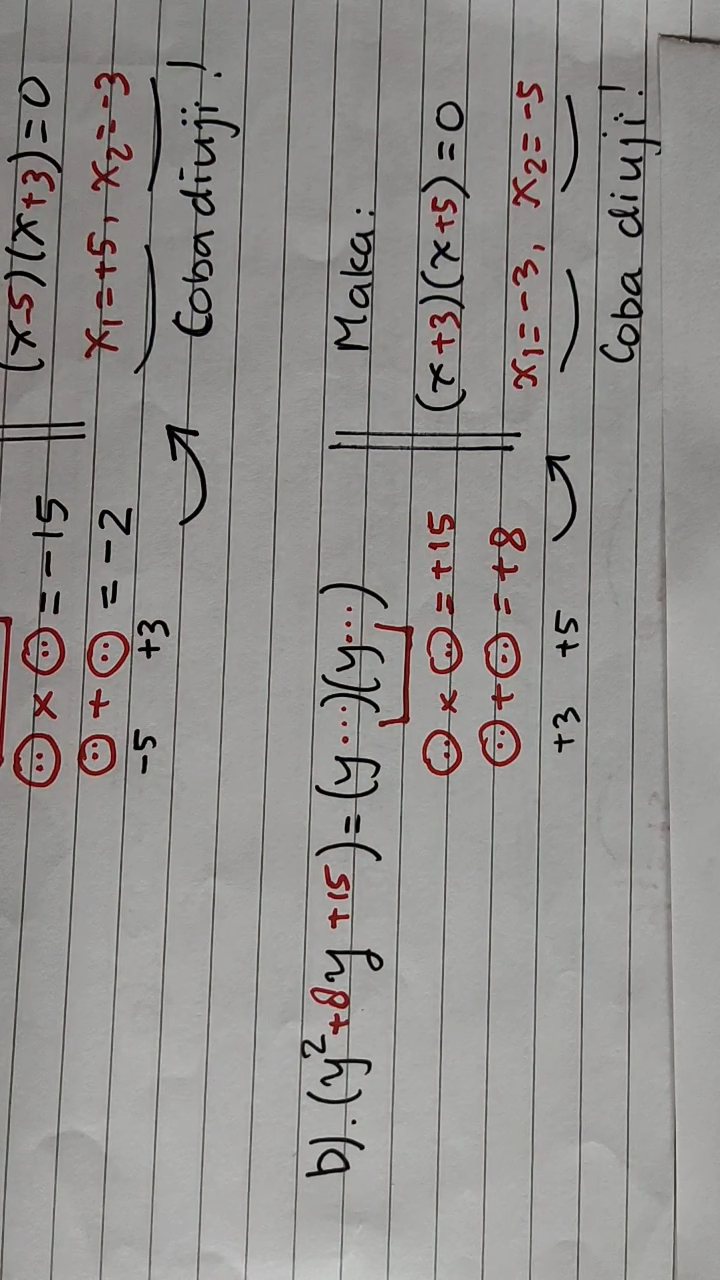 ☺ × ☺ = -15
☺ + ☺ = -2
-5 +3
(x-5)(x+3)=0
x₁=+5, x₂=-3
Coba diuji!
b). (y²+8y+15)=(y...)(y...)
☺ × ☺ = +15
☺ + ☺ = +8
+3 +5
Maka:
(x+3)(x+5)=0
x₁=-3, x₂=-5
Coba diuji!